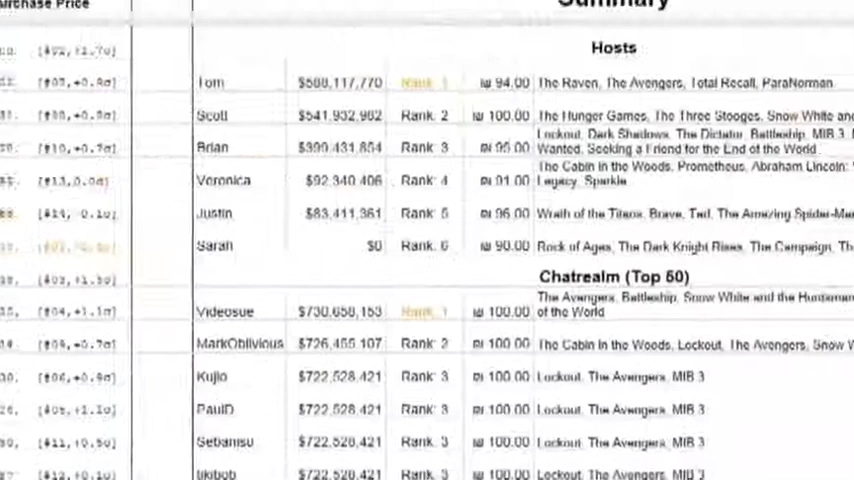 Purchase Price
Summary
Hosts
Tom $588,117,770 Rank: 1 ₪ 94.00 The Raven, The Avengers, Total Recall, ParaNorman
Scott $541,932,982 Rank: 2 ₪ 100.00 The Hunger Games, The Three Stooges, Snow White and
Lockout, Dark Shadows, The Dictator, Battleship, MIB 3,
Brian $399,431,854 Rank: 3 ₪ 95.00 Wanted, Seeking a Friend for the End of the World
The Cabin in the Woods, Prometheus, Abraham Lincoln:
Veronica $92,340,406 Rank: 4 ₪ 91.00 Legacy, Sparkle
Justin $83,411,361 Rank: 5 ₪ 96.00 Wrath of the Titans, Brave, Ted, The Amazing Spider-Man
Sarah $0 Rank: 6 ₪ 90.00 Rock of Ages, The Dark Knight Rises, The Campaign,
Chatrealm (Top 50)
The Avengers, Battleship, Snow White and the Huntsman
Videosue $730,658,153 Rank: 1 ₪ 100.00 of the World
MarkOblivious $726,455,107 Rank: 2 ₪ 100.00 The Cabin in the Woods, Lockout, The Avengers, Snow
Kujio $722,528,421 Rank: 3 ₪ 100.00 Lockout, The Avengers, MIB 3
PaulD $722,528,421 Rank: 3 ₪ 100.00 Lockout, The Avengers, MIB 3
Sebanisu $722,528,421 Rank: 3 ₪ 100.00 Lockout, The Avengers, MIB 3
tikibob $722,528,421 Rank: 3 ₪ 100.00 Lockout, The Avengers, MIB 3